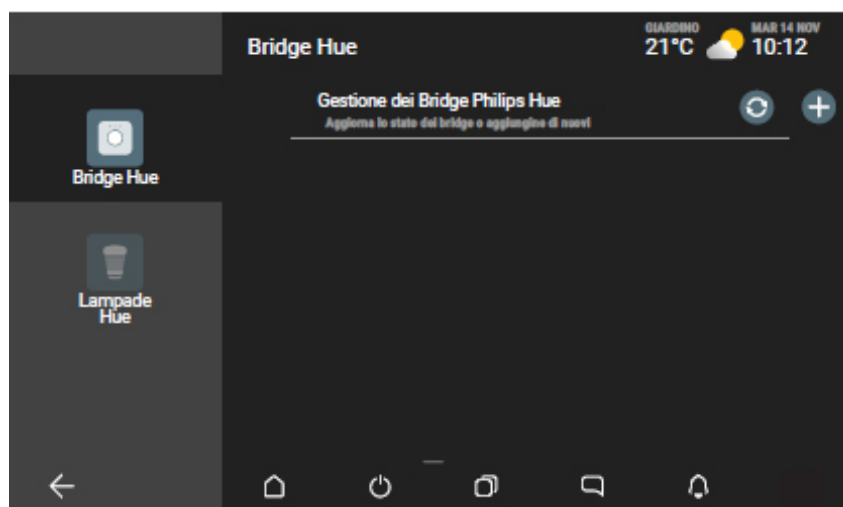 Bridge Hue
GIARDINO
21°C
MAR 14 NOV
10:12
Gestione dei Bridge Philips Hue
Aggiorna lo stato dei bridge o aggiungine di nuovi
Bridge Hue
Lampade
Hue